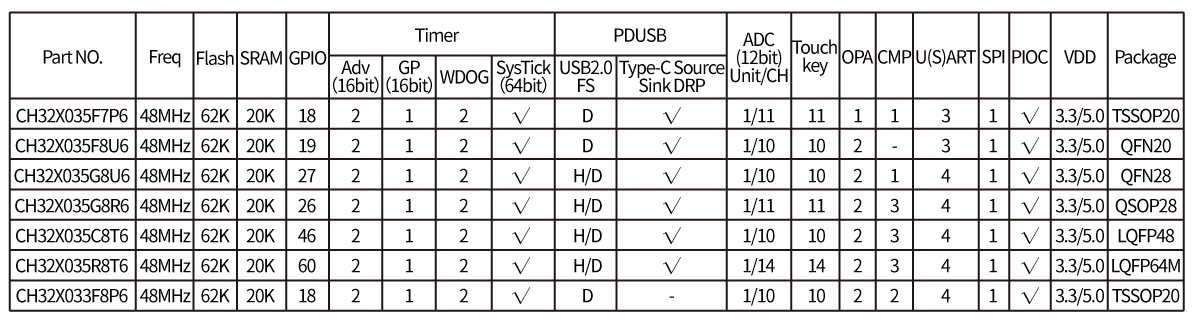 Part NO. Freq Flash SRAM GPIO Timer PDUSB ADC (12bit) Unit/CH Touch key OPA CMP U(S)ART SPI PIOC VDD Package
Adv (16bit) GP (16bit) WDOG SysTick (64bit) USB2.0 FS Type-C Source Sink DRP
CH32X035F7P6 48MHz 62K 20K 18 2 1 2 √ D √ 1/11 11 1 1 3 1 √ 3.3/5.0 TSSOP20
CH32X035F8U6 48MHz 62K 20K 19 2 1 2 √ D √ 1/10 10 2 - 3 1 √ 3.3/5.0 QFN20
CH32X035G8U6 48MHz 62K 20K 27 2 1 2 √ H/D √ 1/10 10 2 1 4 1 √ 3.3/5.0 QFN28
CH32X035G8R6 48MHz 62K 20K 26 2 1 2 √ H/D √ 1/11 11 2 3 4 1 √ 3.3/5.0 QSOP28
CH32X035C8T6 48MHz 62K 20K 46 2 1 2 √ H/D √ 1/10 10 2 3 4 1 √ 3.3/5.0 LQFP48
CH32X035R8T6 48MHz 62K 20K 60 2 1 2 √ H/D √ 1/14 14 2 3 4 1 √ 3.3/5.0 LQFP64M
CH32X033F8P6 48MHz 62K 20K 18 2 1 2 √ D - 1/10 10 2 2 4 1 √ 3.3/5.0 TSSOP20